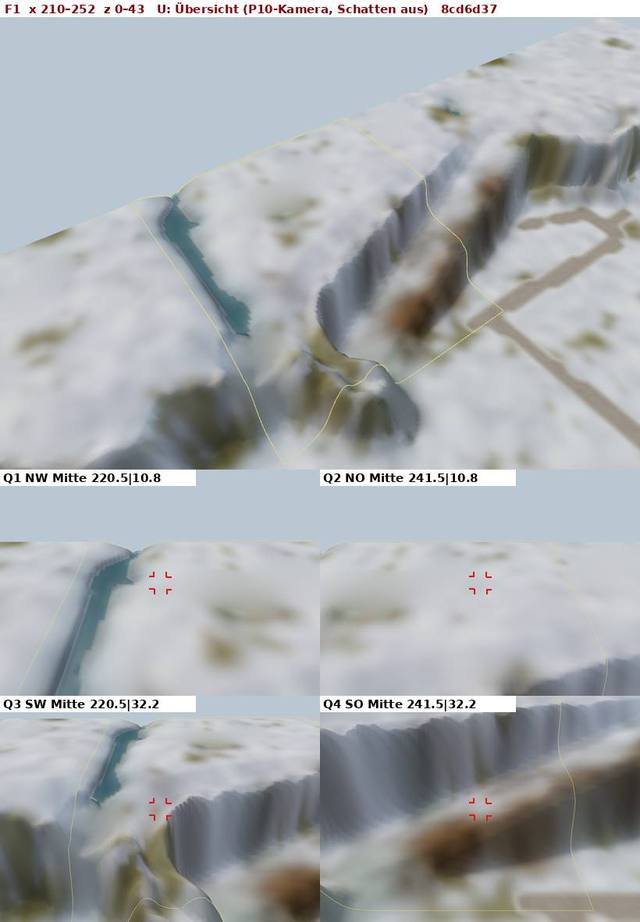 F1 x 210–252 z 0–43 U: Übersicht (P10-Kamera, Schatten aus) 8cd6d37
Q1 NW Mitte 220.5|10.8
Q2 NO Mitte 241.5|10.8
Q3 SW Mitte 220.5|32.2
Q4 SO Mitte 241.5|32.2